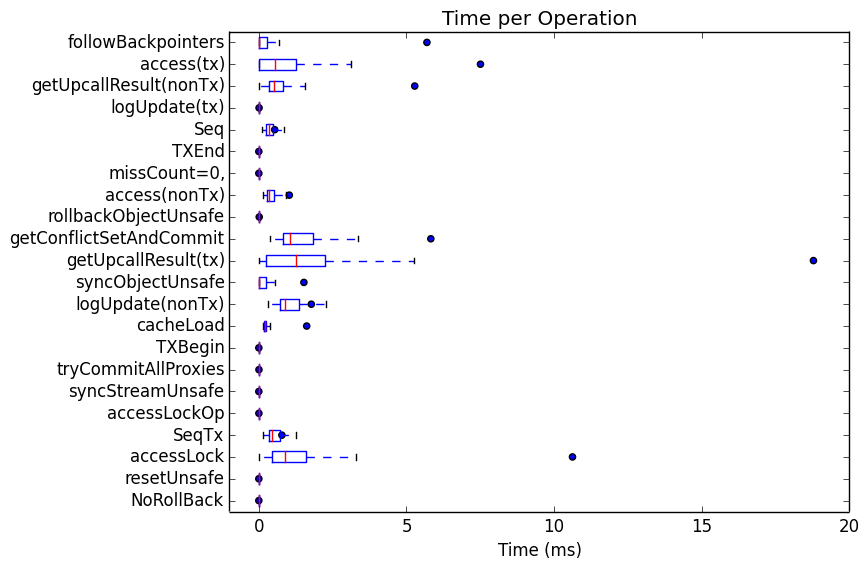 Time per Operation
followBackpointers
access(tx)
getUpcallResult(nonTx)
logUpdate(tx)
Seq
TXEnd
missCount=0,
access(nonTx)
rollbackObjectUnsafe
getConflictSetAndCommit
getUpcallResult(tx)
syncObjectUnsafe
logUpdate(nonTx)
cacheLoad
TXBegin
tryCommitAllProxies
syncStreamUnsafe
accessLockOp
SeqTx
accessLock
resetUnsafe
NoRollBack
0 5 10 15 20
Time (ms)